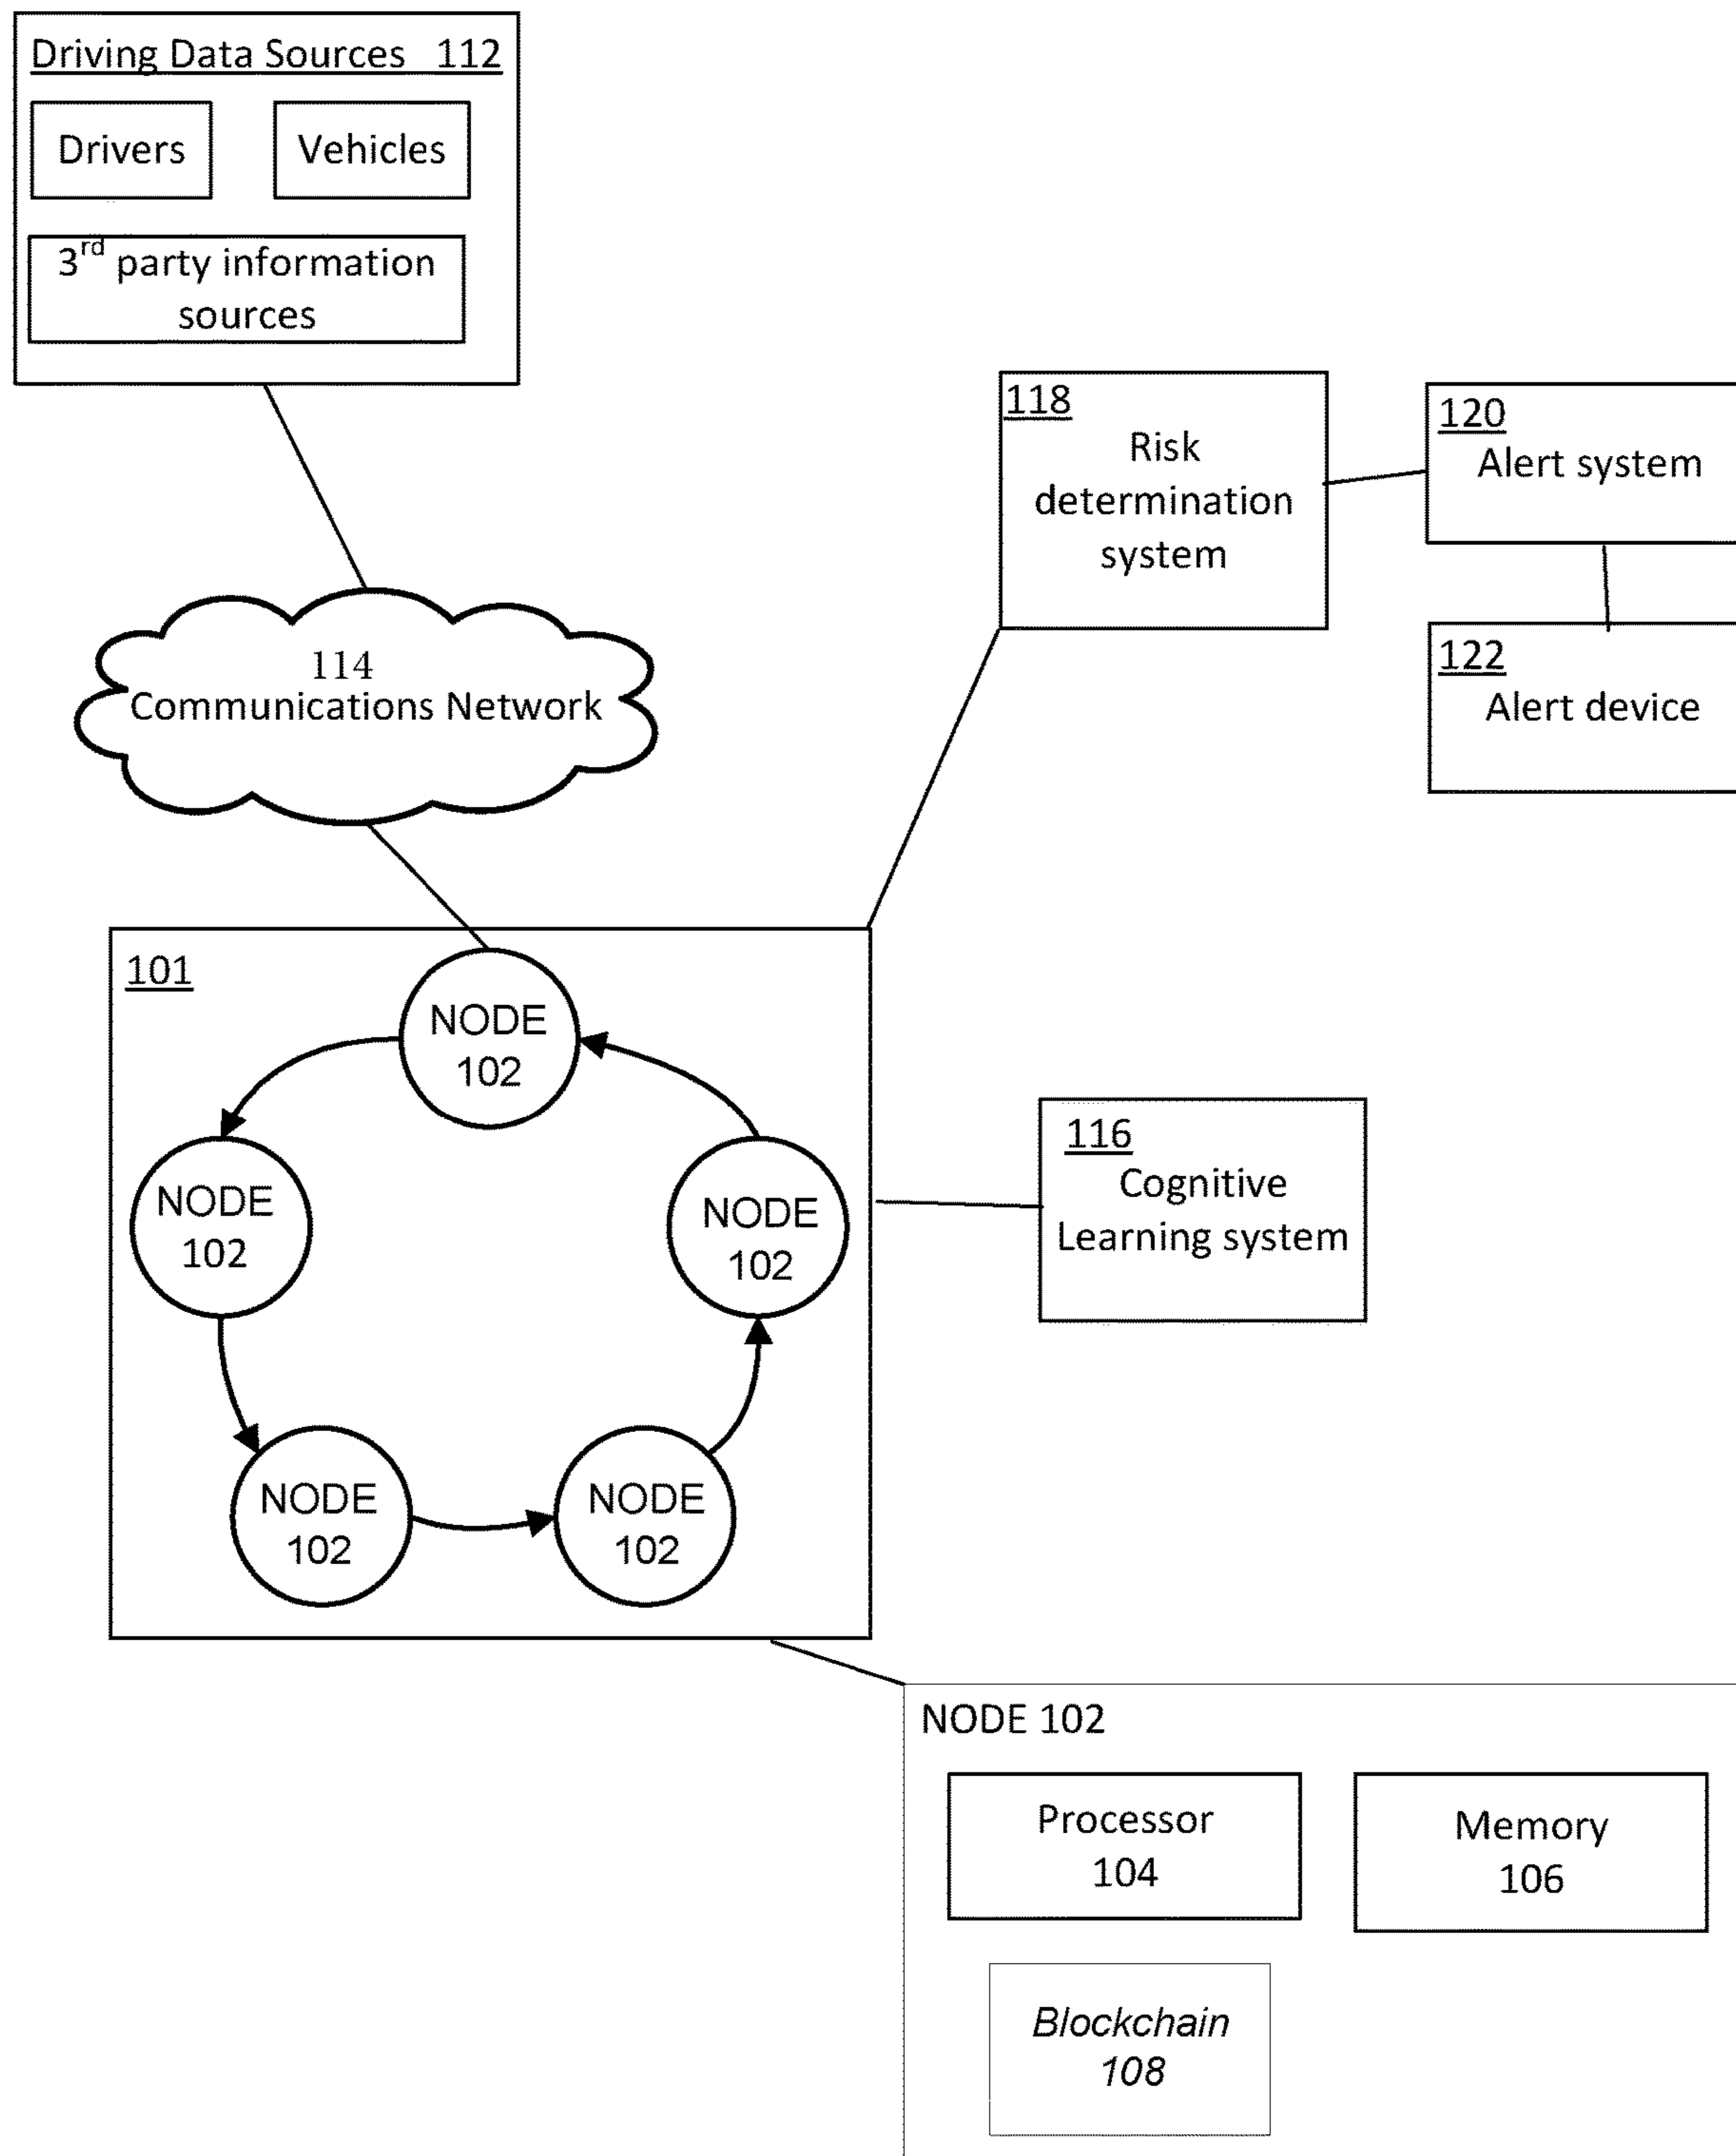 Driving Data Sources 112
Drivers
Vehicles
3rd party information
sources
118
Risk
determination
system
120
Alert system
122
Alert device
114
Communications Network
101
NODE
102
NODE
102
NODE
102
NODE
102
NODE
102
116
Cognitive
Learning system
NODE 102
Processor
104
Memory
106
Blockchain
108